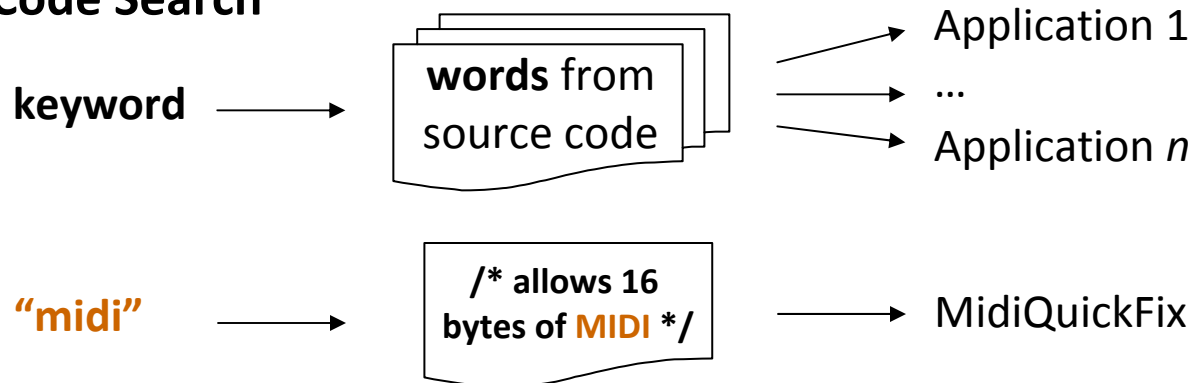 Code Search
keyword
words from
source code
Application 1
...
Application n
“midi”
/* allows 16
bytes of MIDI */
MidiQuickFix